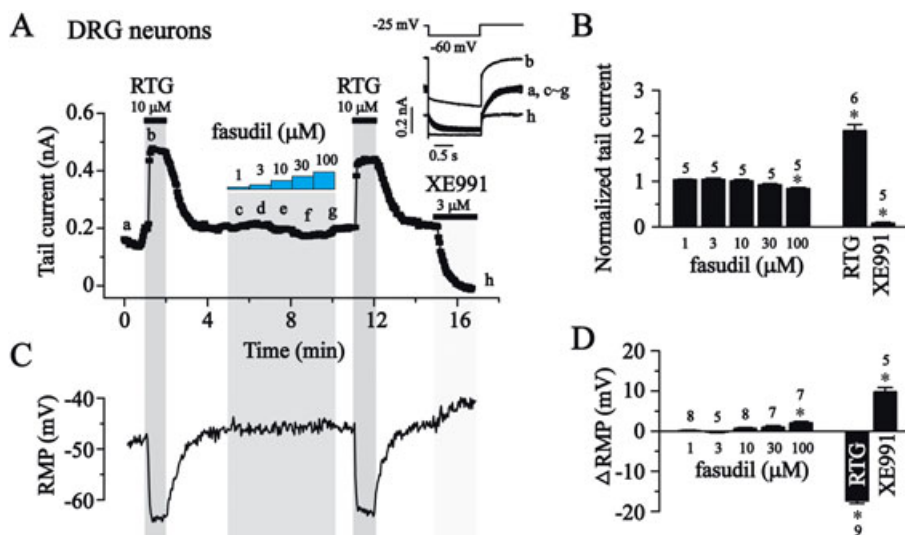 A DRG neurons
RTG
10 μM
b
fasudil (μM)
1 3 10 30 100
RTG
10 μM
-25 mV
-60 mV
b
a, c~g
h
0.2 nA
0.5 s
XE991
3 μM
a
c d e f g
h
Tail current (nA)
0.6
0.4
0.2
0
0 4 8 12 16
Time (min)
B
Normalized tail current
3
2
1
0
5 5 5 5 5
*
6
*
5
*
1 3 10 30 100
fasudil (μM)
RTG
XE991
C
RMP (mV)
-40
-50
-60
D
ΔRMP (mV)
20
10
0
-10
-20
8 5 8 7 7
*
5
*
1 3 10 30 100
fasudil (μM)
RTG
XE991
*
9